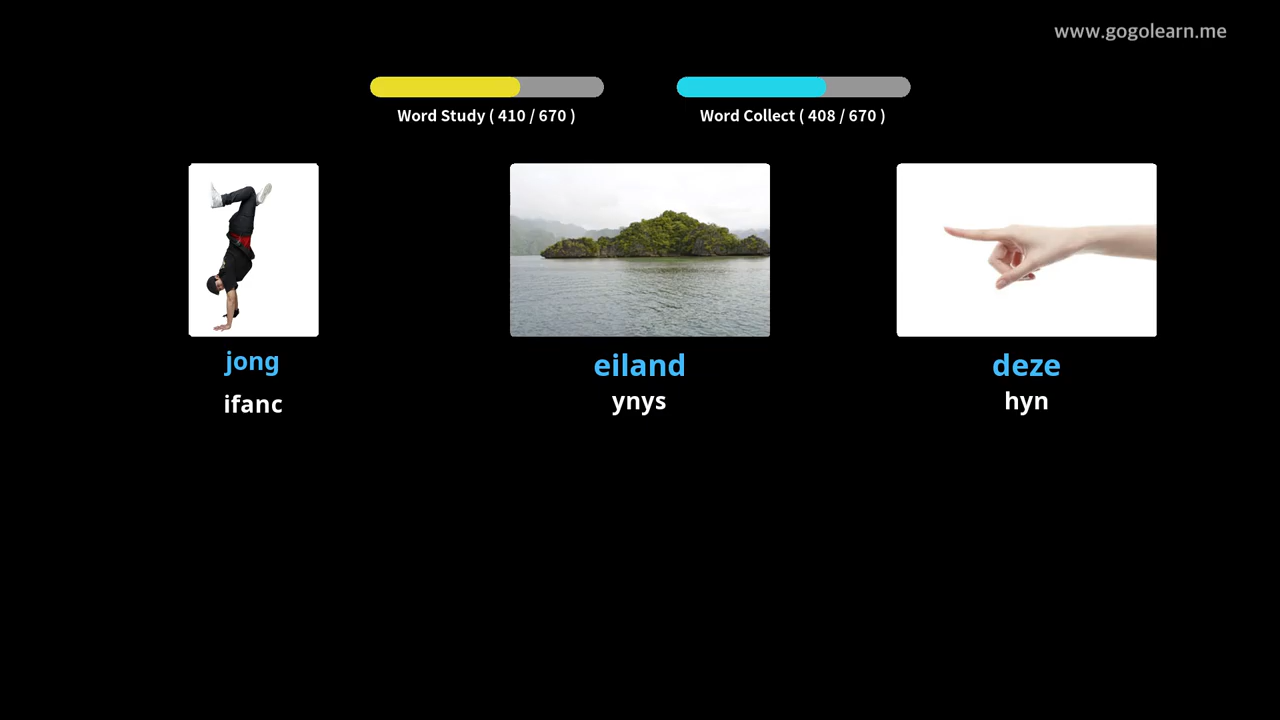 www.gogolearn.me
Word Study ( 410 / 670 )
Word Collect ( 408 / 670 )
jong
ifanc
eiland
ynys
deze
hyn